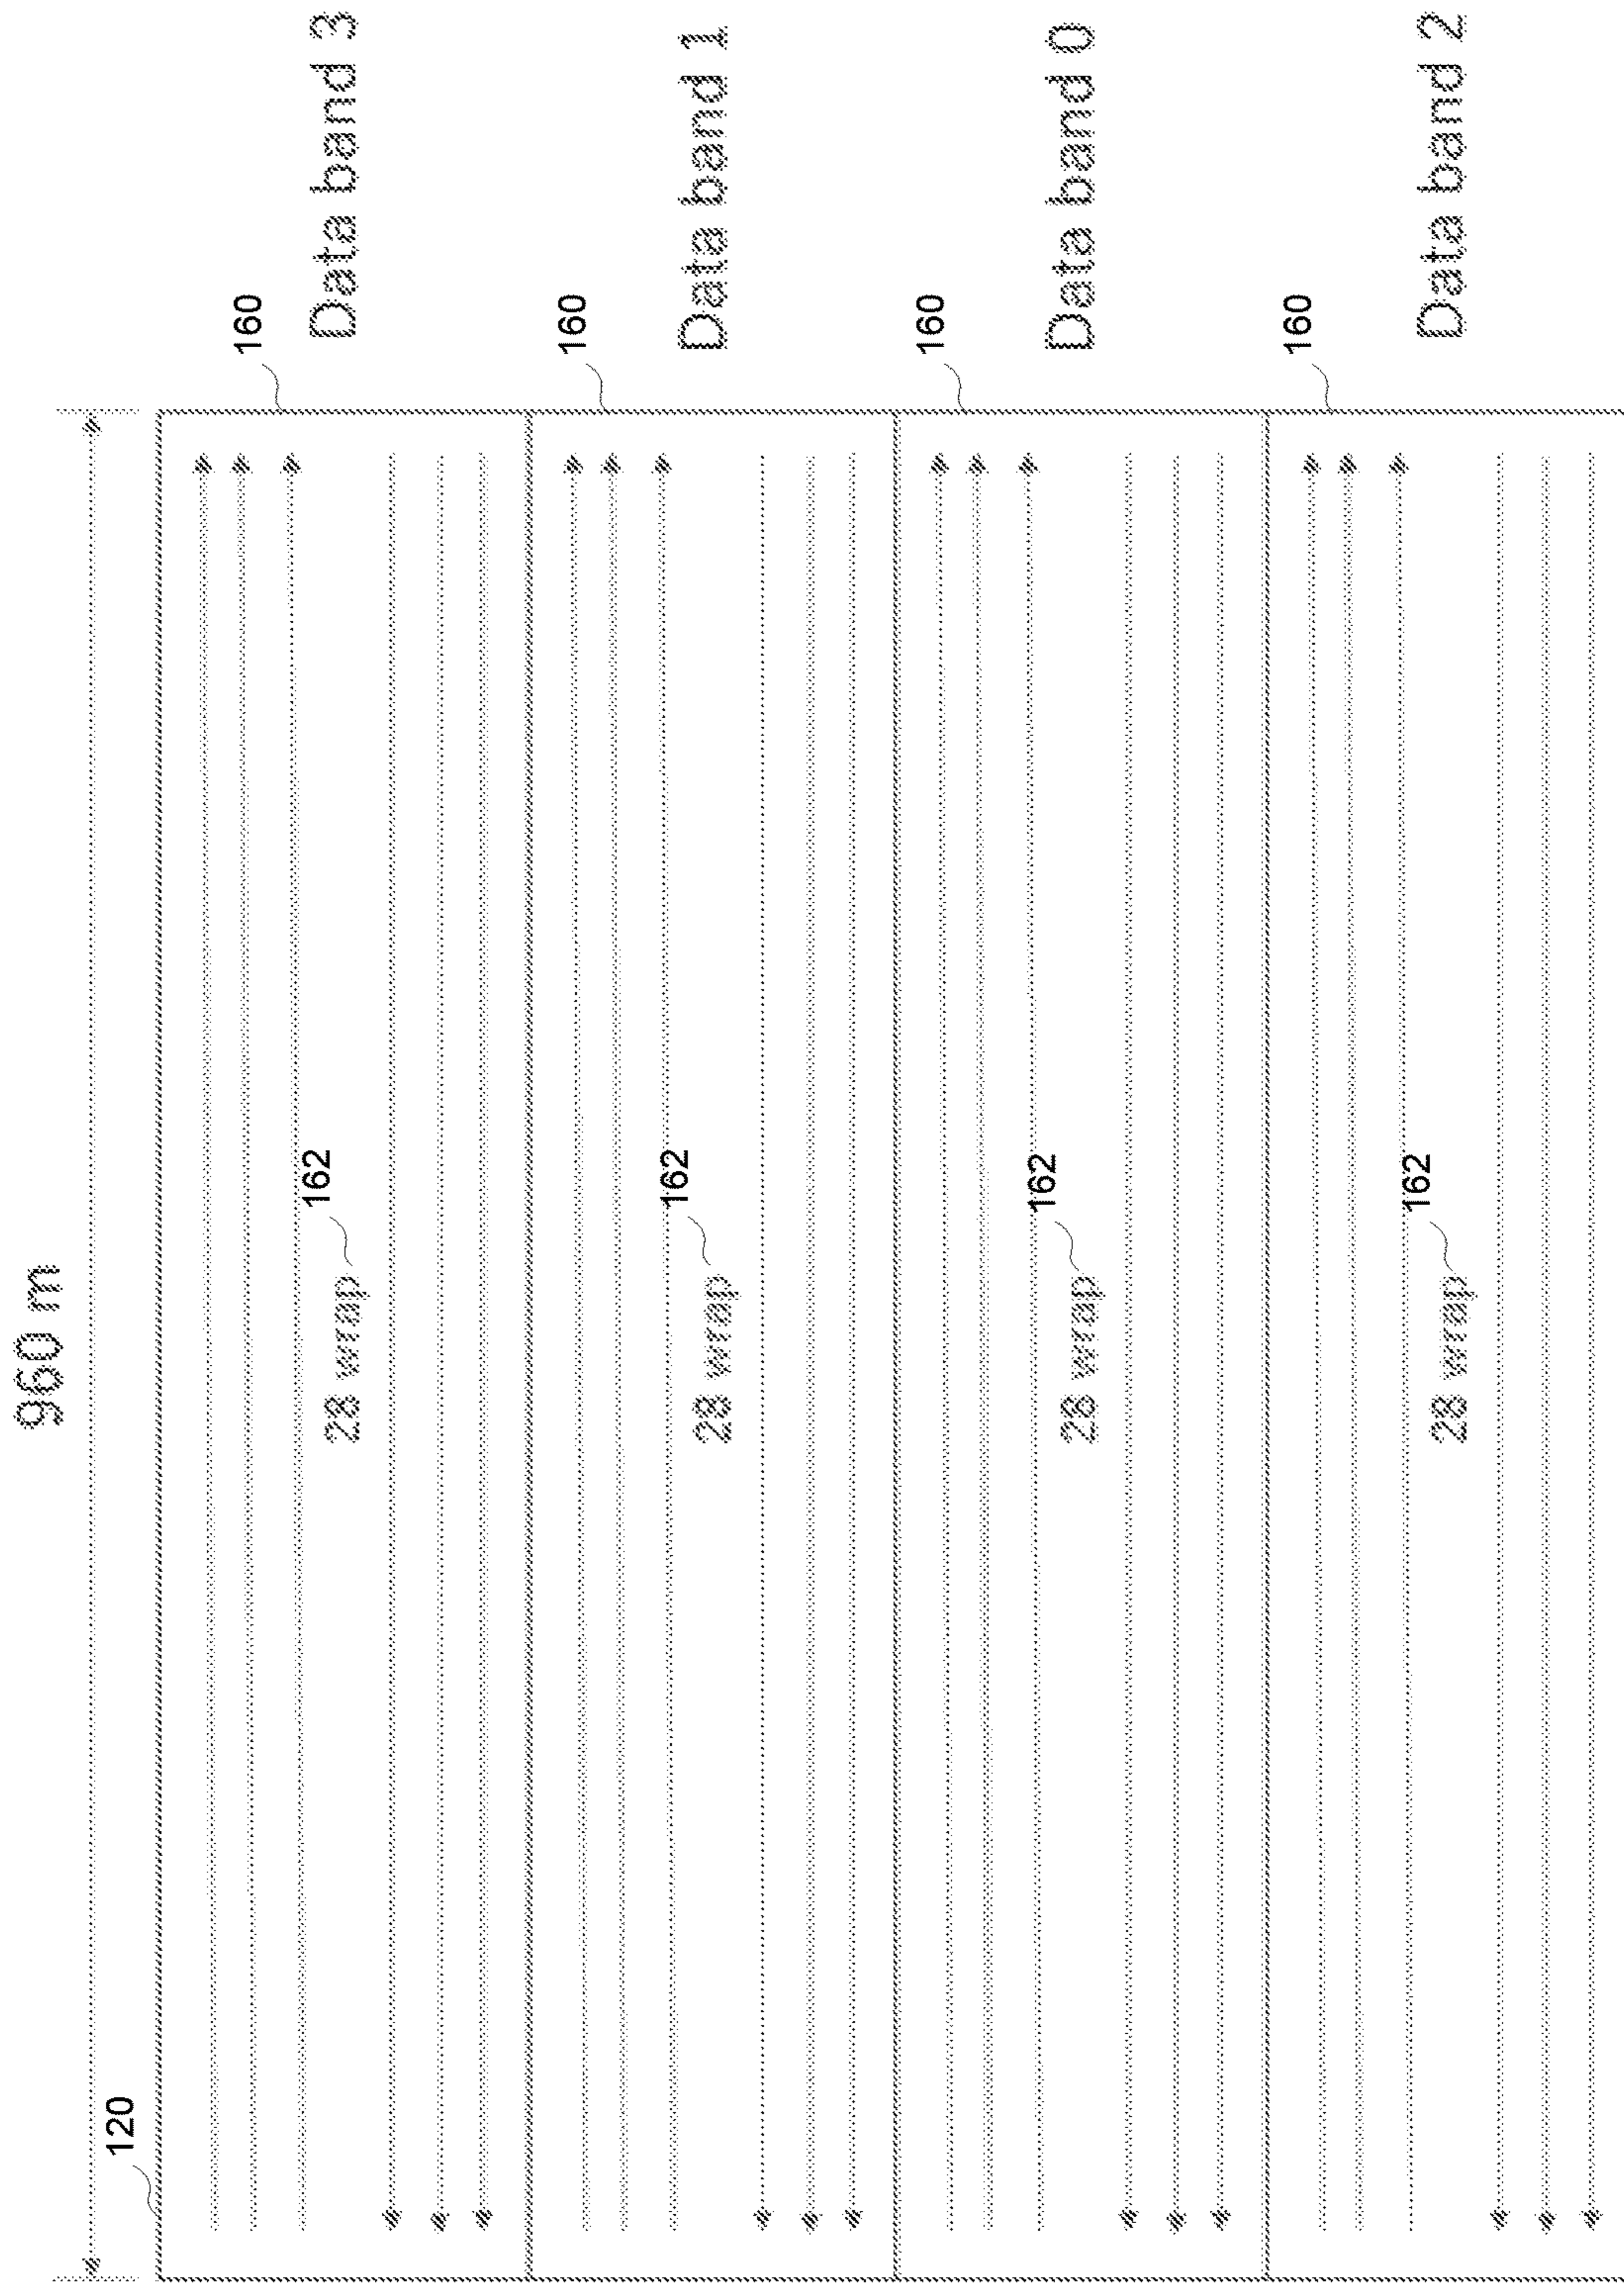 960 m
120
160
Data band 3
162
28 wrap
160
Data band 1
162
28 wrap
160
Data band 0
162
28 wrap
160
Data band 2
162
28 wrap